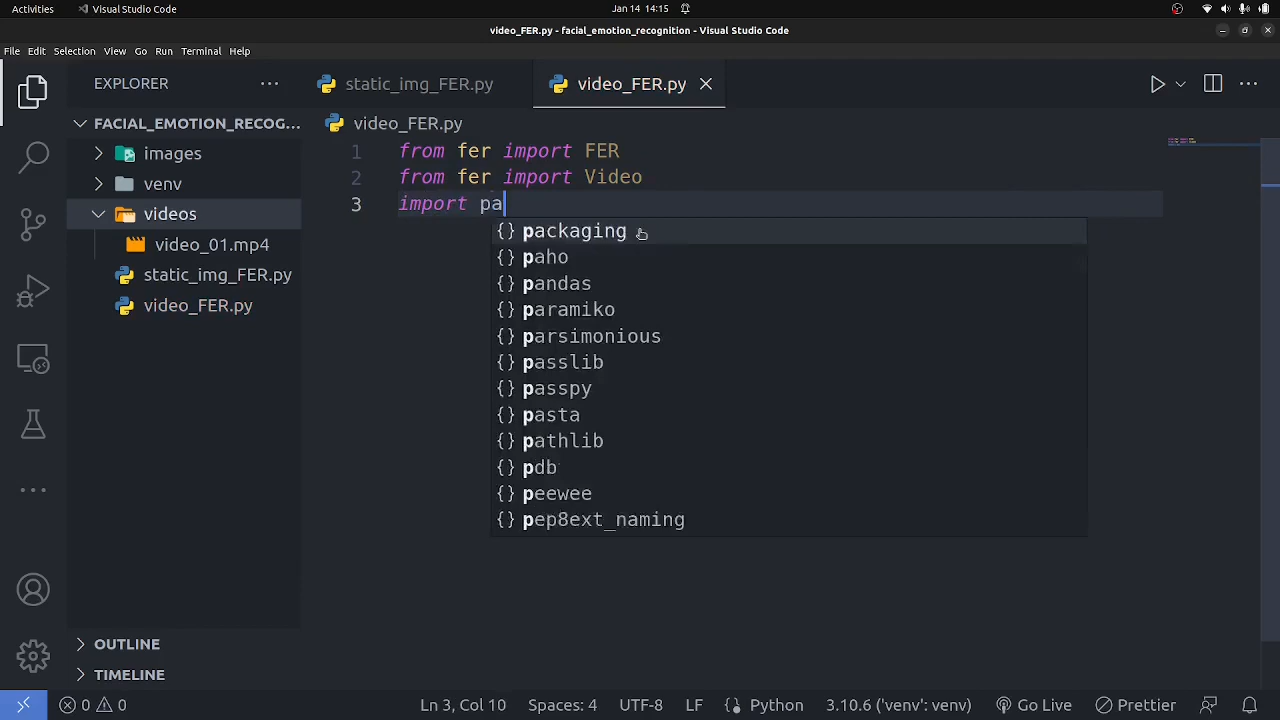 Activities Visual Studio Code Jan 14 14:15
video_FER.py - facial_emotion_recognition - Visual Studio Code
File Edit Selection View Go Run Terminal Help
EXPLORER
static_img_FER.py video_FER.py
FACIAL_EMOTION_RECOG...
images
venv
videos
video_01.mp4
static_img_FER.py
video_FER.py
OUTLINE
TIMELINE
video_FER.py
1 from fer import FER
2 from fer import Video
3 import pa
{} packaging
{} paho
{} pandas
{} paramiko
{} parsimonious
{} passlib
{} passpy
{} pasta
{} pathlib
{} pdb
{} peewee
{} pep8ext_naming
0 0 Ln 3, Col 10 Spaces: 4 UTF-8 LF {} Python 3.10.6 ('venv': venv) Go Live Prettier